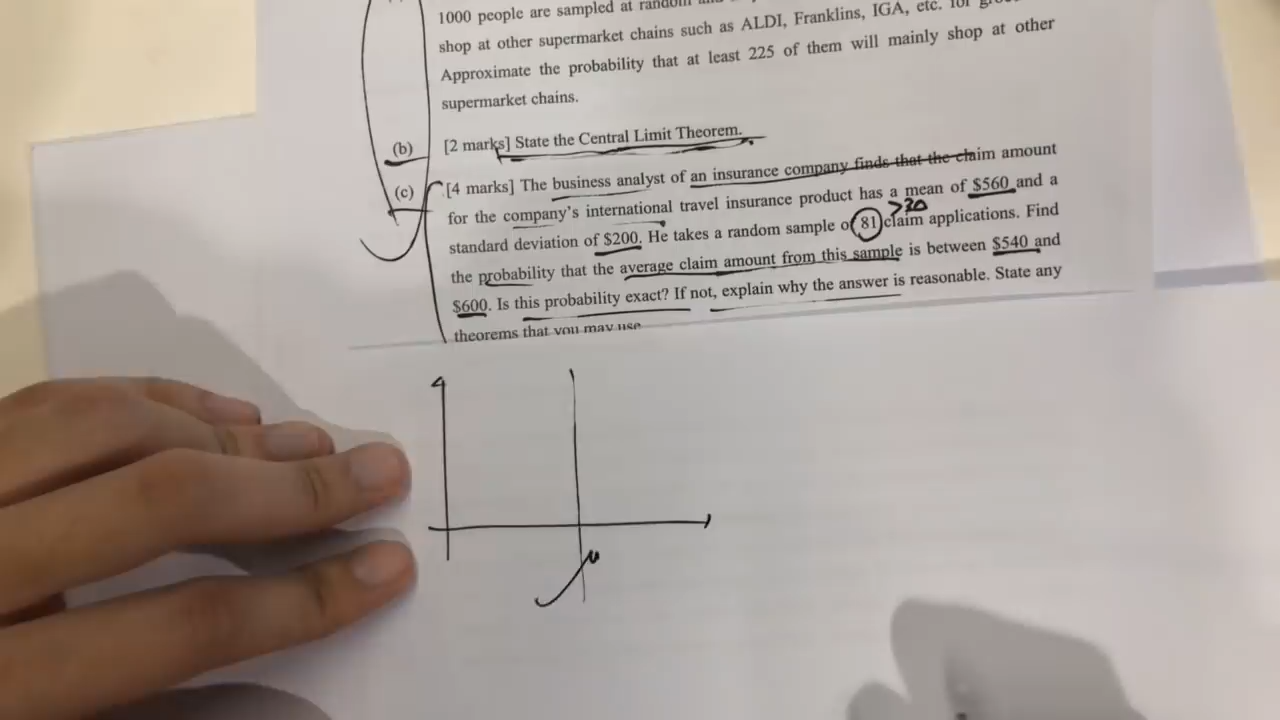 1000 people are sampled at random
shop at other supermarket chains such as ALDI, Franklins, IGA, etc. for
Approximate the probability that at least 225 of them will mainly shop at other
supermarket chains.
(b) [2 marks] State the Central Limit Theorem.
(c) [4 marks] The business analyst of an insurance company finds that the claim amount
for the company's international travel insurance product has a mean of $560 and a
>30
standard deviation of $200. He takes a random sample of 81 claim applications. Find
the probability that the average claim amount from this sample is between $540 and
$600. Is this probability exact? If not, explain why the answer is reasonable. State any
theorems that you may use
μ